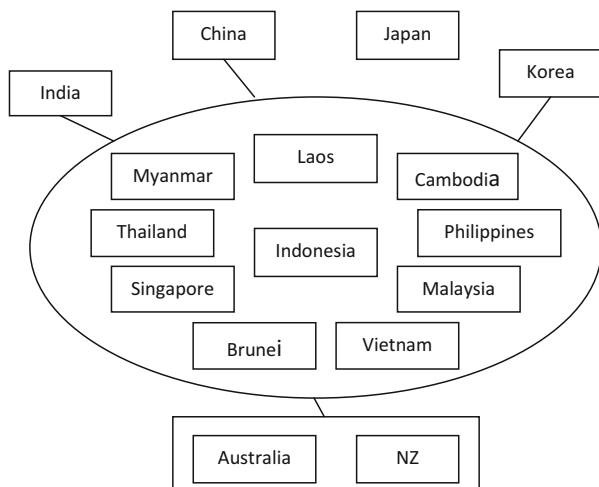 China
Japan
Korea
India
Laos
Myanmar
Cambodia
Thailand
Philippines
Indonesia
Singapore
Malaysia
Brunei
Vietnam
Australia
NZ